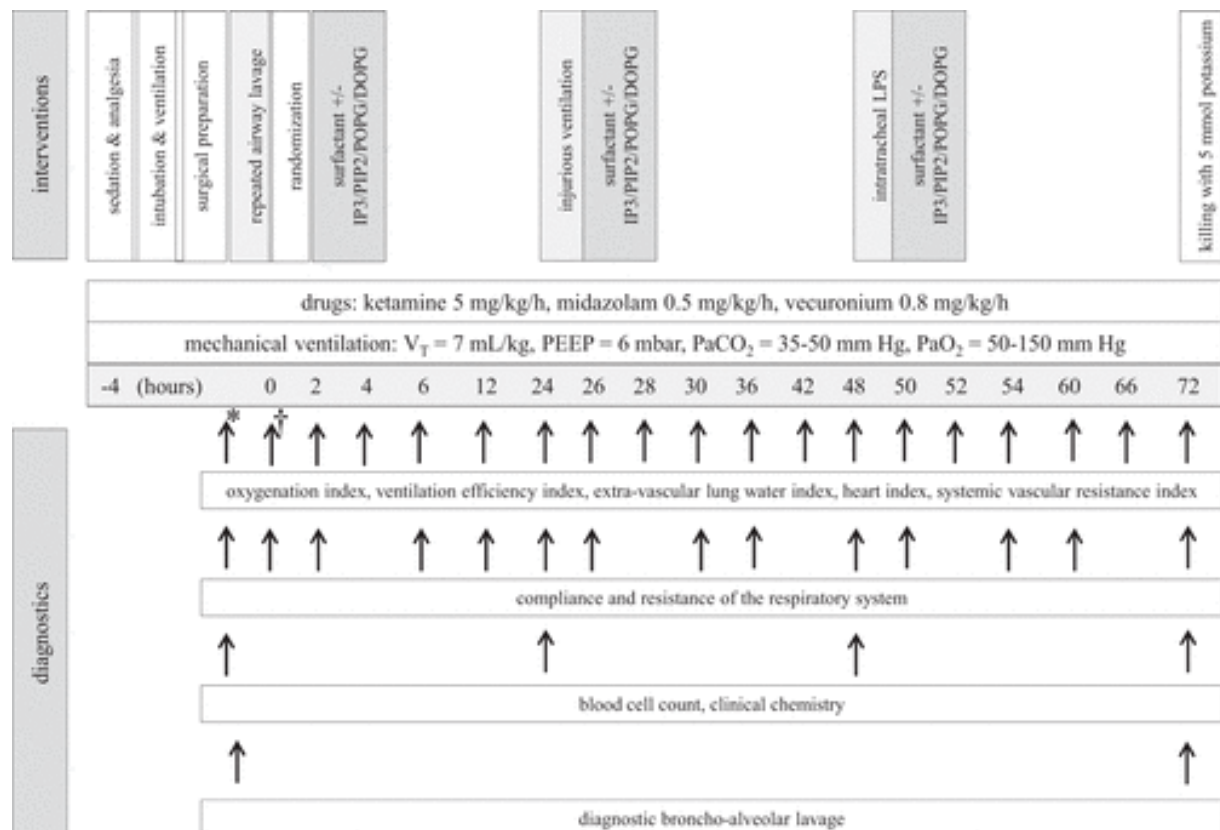 interventions
sedation & analgesia
intubation & ventilation
surgical preparation
repeated airway lavage
randomization
surfactant +/-
IP3/PIP2/POPG/DOPG
injurious ventilation
surfactant +/-
IP3/PIP2/POPG/DOPG
intratracheal LPS
surfactant +/-
IP3/PIP2/POPG/DOPG
killing with 5 mmol potassium
drugs: ketamine 5 mg/kg/h, midazolam 0.5 mg/kg/h, vecuronium 0.8 mg/kg/h
mechanical ventilation: V_T = 7 mL/kg, PEEP = 6 mbar, PaCO₂ = 35-50 mm Hg, PaO₂ = 50-150 mm Hg
-4 (hours) 0 2 4 6 12 24 26 28 30 36 42 48 50 52 54 60 66 72
* †
diagnostics
oxygenation index, ventilation efficiency index, extra-vascular lung water index, heart index, systemic vascular resistance index
compliance and resistance of the respiratory system
blood cell count, clinical chemistry
diagnostic broncho-alveolar lavage